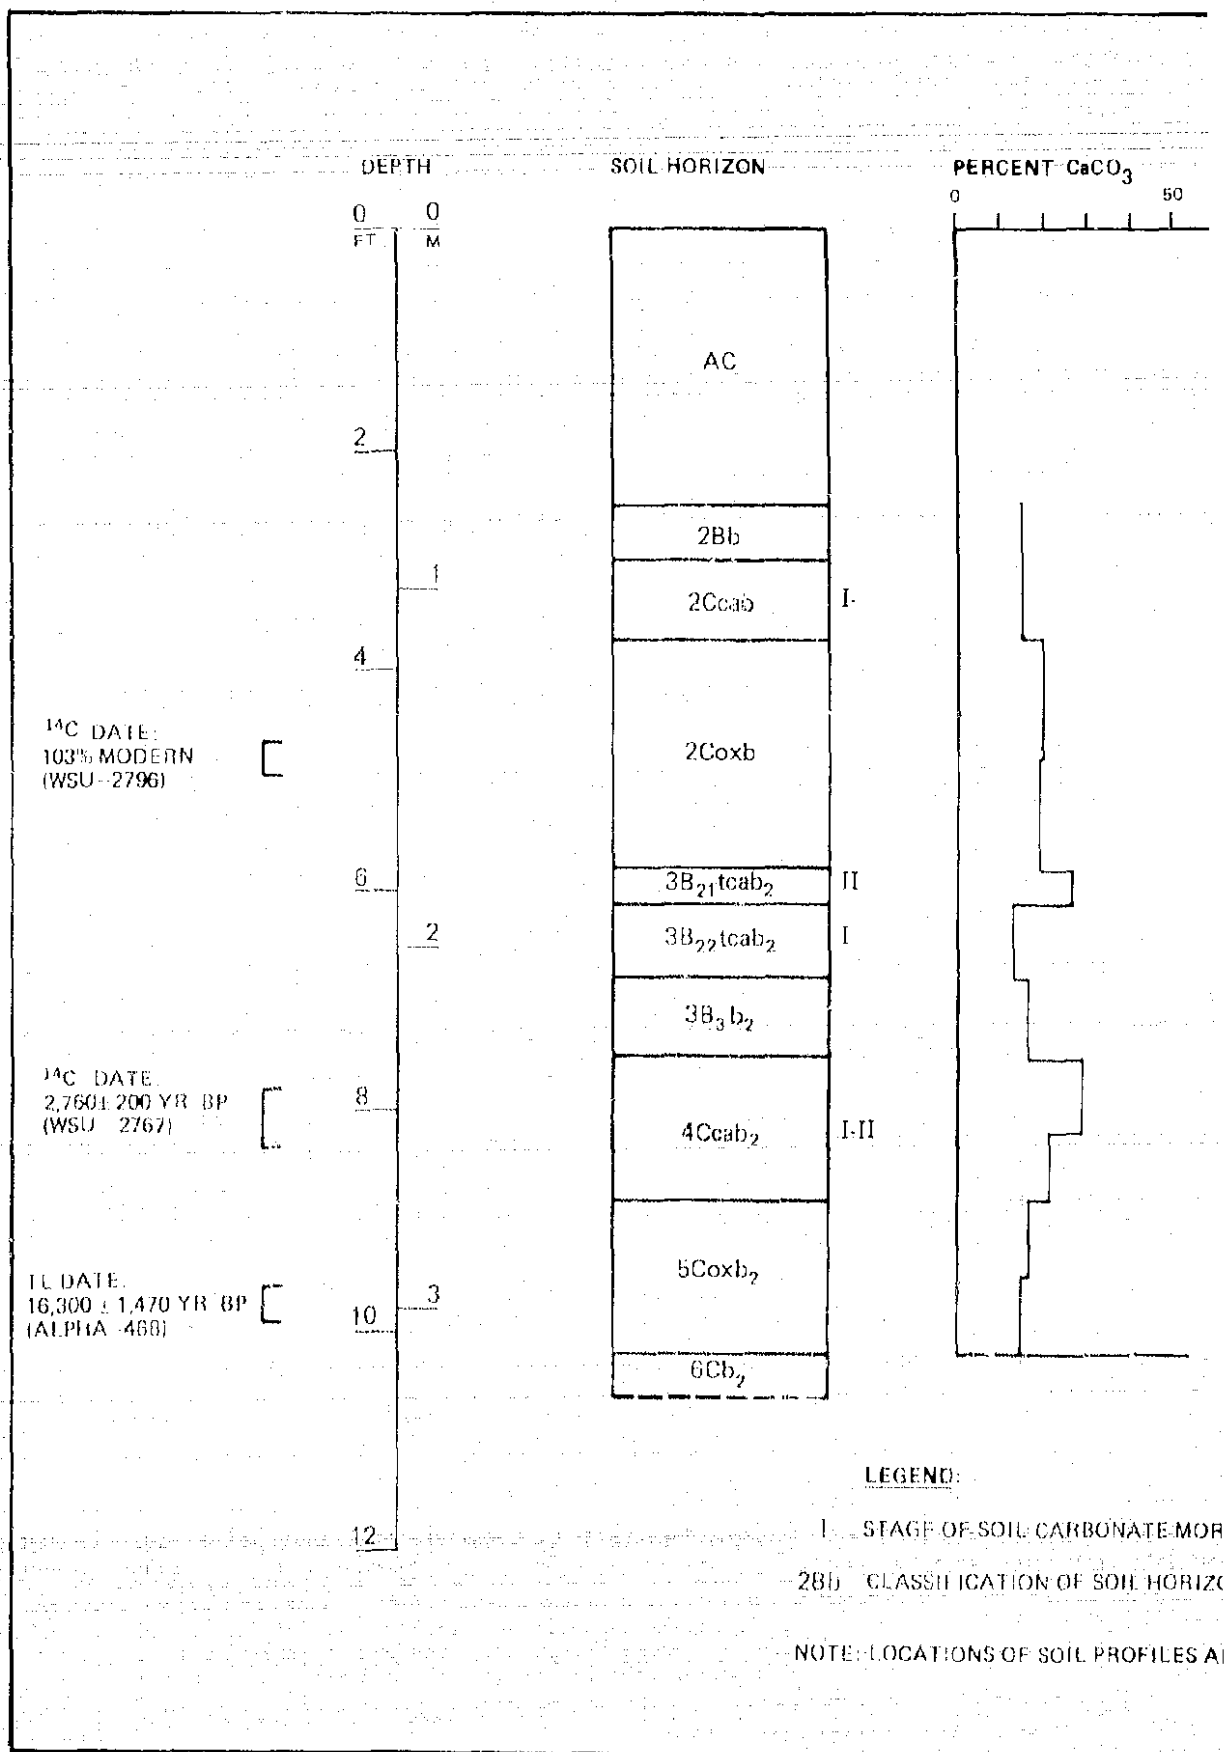 DEPTH
SOIL HORIZON
PERCENT CaCO3
0 50
0 0
FT. M
AC
2
2Bb
1
2Ccab I-
4
14C DATE:
103% MODERN
(WSU-2796)
2Coxb
6
3B21tcab2 II
2
3B22tcab2 I
3B3b2
14C DATE:
2,760± 200 YR BP
(WSU 2767)
8
4Ccab2 I-II
5Coxb2
TL DATE:
16,300 ± 1,470 YR BP
(ALPHA -468)
3
10
6Cb2
LEGEND:
12
I STAGE OF SOIL CARBONATE MOR
2Bb CLASSIFICATION OF SOIL HORIZO
NOTE: LOCATIONS OF SOIL PROFILES A